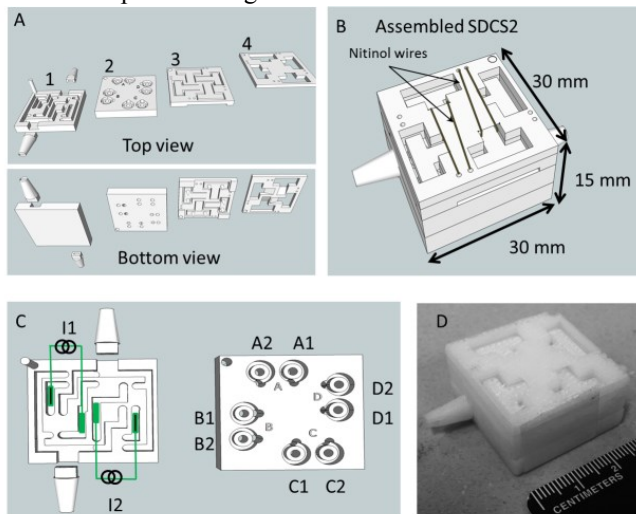 A
1
2
3
4
Top view
Bottom view
B
Assembled SDCS2
Nitinol wires
30 mm
15 mm
30 mm
C
I1
I2
A2 A1
A
D2
D
D1
B1
B
B2
C
C1 C2
D
1
2
CENTIMETERS